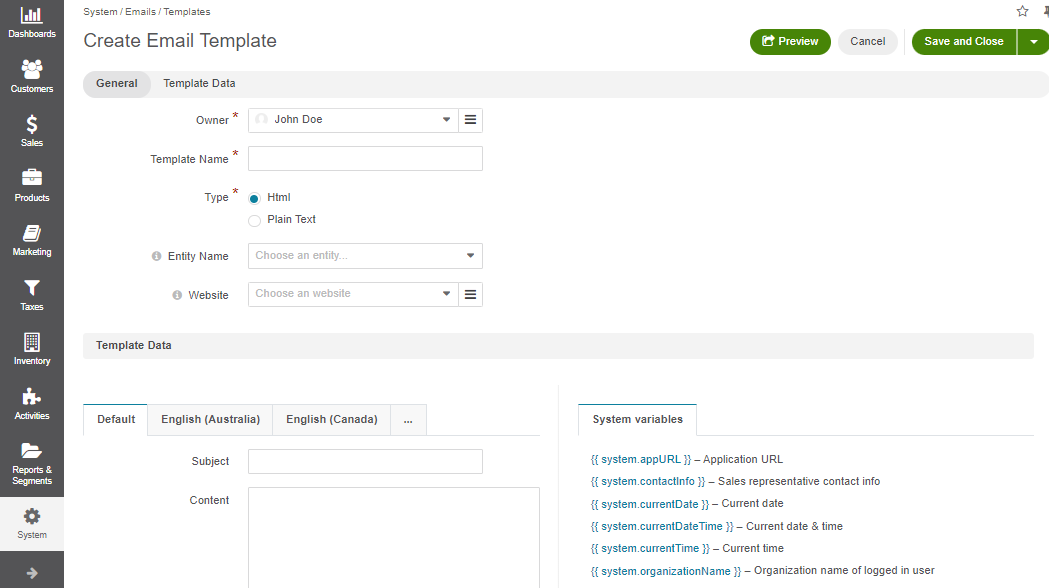 Dashboards
Customers
Sales
Products
Marketing
Taxes
Inventory
Activities
Reports &
Segments
System
System / Emails / Templates
Create Email Template
Preview
Cancel
Save and Close
General Template Data
Owner *
John Doe
Template Name *
Type *
Html
Plain Text
Entity Name
Choose an entity...
Website
Choose an website
Template Data
Default English (Australia) English (Canada) ...
Subject
Content
System variables
{{ system.appURL }} – Application URL
{{ system.contactInfo }} – Sales representative contact info
{{ system.currentDate }} – Current date
{{ system.currentDateTime }} – Current date & time
{{ system.currentTime }} – Current time
{{ system.organizationName }} – Organization name of logged in user